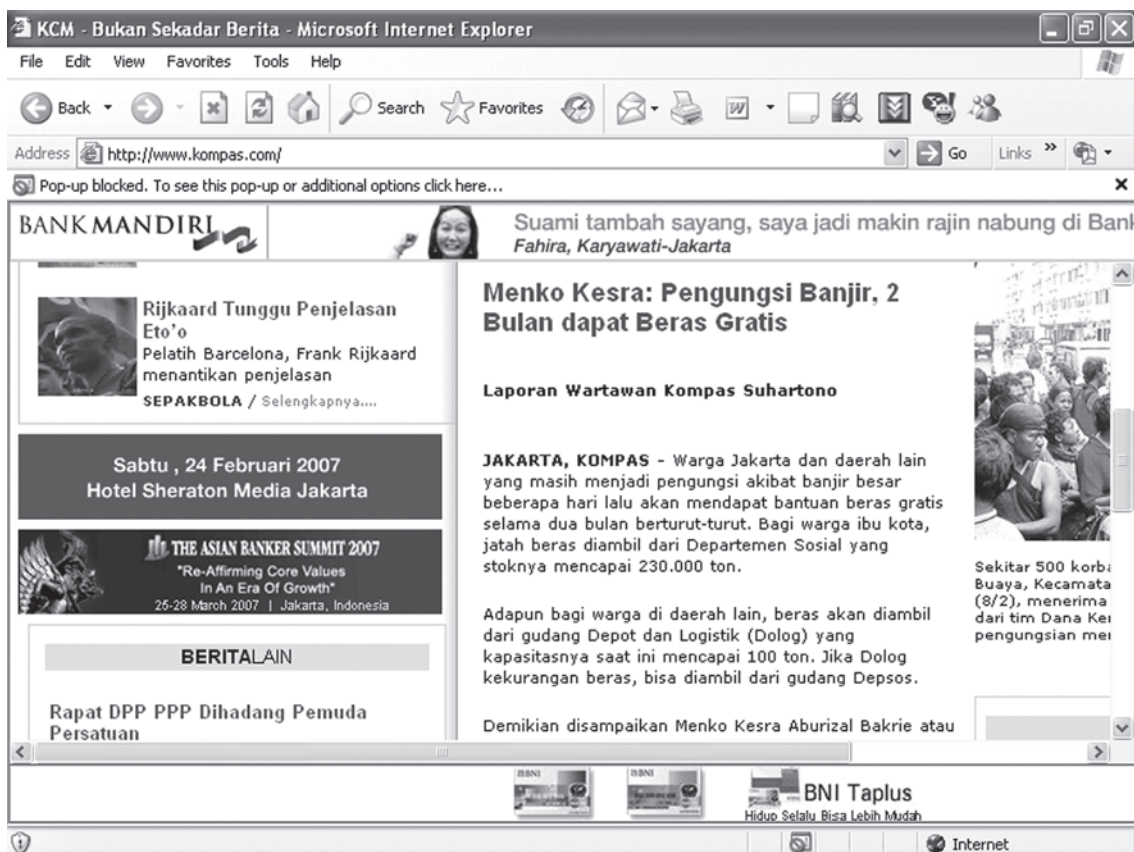 KCM - Bukan Sekadar Berita - Microsoft Internet Explorer
File Edit View Favorites Tools Help
Back Search Favorites
Address http://www.kompas.com/ Go Links »
Pop-up blocked. To see this pop-up or additional options click here...
BANK MANDIRI
Suami tambah sayang, saya jadi makin rajin nabung di Bank
Fahira, Karyawati-Jakarta
Rijkaard Tunggu Penjelasan
Eto'o
Pelatih Barcelona, Frank Rijkaard
menantikan penjelasan
SEPAKBOLA / Selengkapnya....
Sabtu , 24 Februari 2007
Hotel Sheraton Media Jakarta
THE ASIAN BANKER SUMMIT 2007
"Re-Affirming Core Values
In An Era Of Growth"
25-28 March 2007 | Jakarta, Indonesia
BERITALAIN
Rapat DPP PPP Dihadang Pemuda
Persatuan
Menko Kesra: Pengungsi Banjir, 2
Bulan dapat Beras Gratis
Laporan Wartawan Kompas Suhartono
JAKARTA, KOMPAS - Warga Jakarta dan daerah lain
yang masih menjadi pengungsi akibat banjir besar
beberapa hari lalu akan mendapat bantuan beras gratis
selama dua bulan berturut-turut. Bagi warga ibu kota,
jatah beras diambil dari Departemen Sosial yang
stoknya mencapai 230.000 ton.
Adapun bagi warga di daerah lain, beras akan diambil
dari gudang Depot dan Logistik (Dolog) yang
kapasitasnya saat ini mencapai 100 ton. Jika Dolog
kekurangan beras, bisa diambil dari gudang Depsos.
Demikian disampaikan Menko Kesra Aburizal Bakrie atau
Sekitar 500 korba
Buaya, Kecamata
(8/2), menerima
dari tim Dana Ke
pengungsian me
BNI
BNI
BNI Taplus
Hidup Selalu Bisa Lebih Mudah
Internet